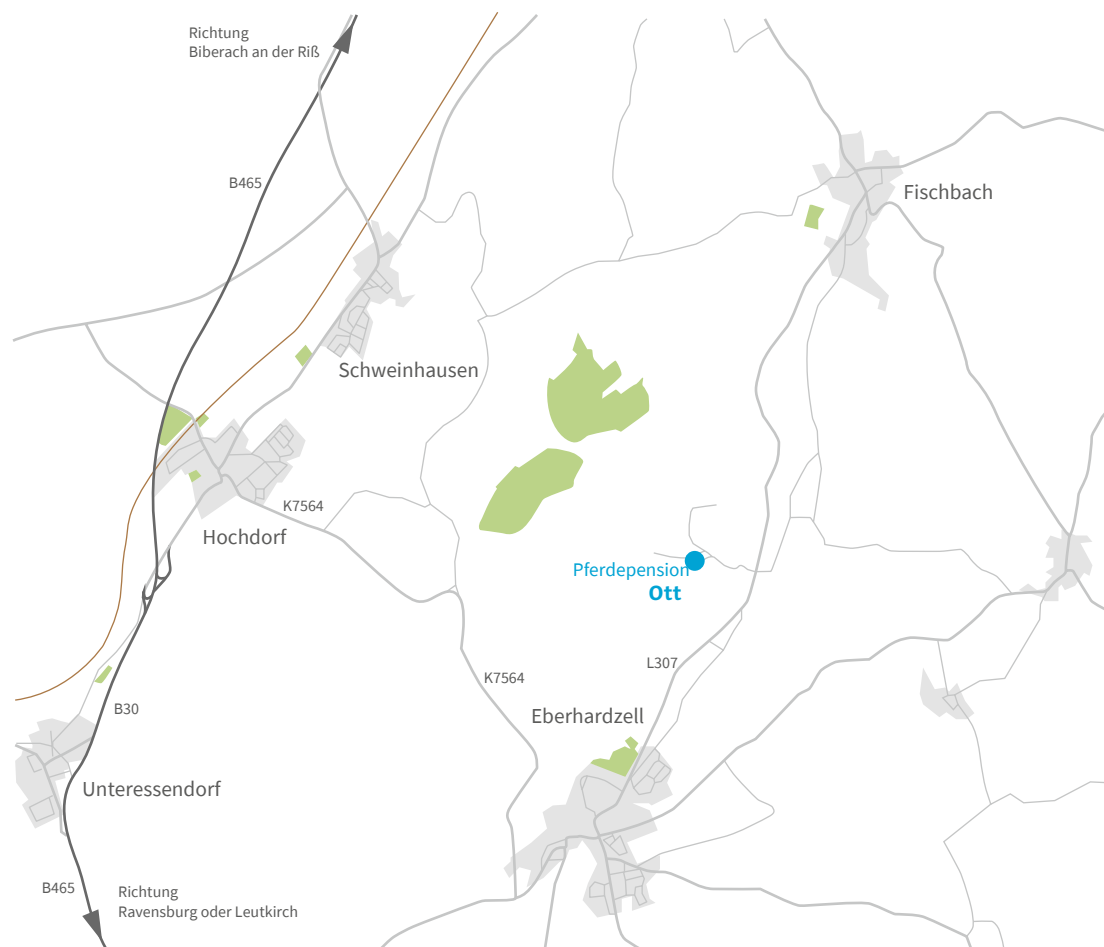 Richtung
Biberach an der Riß
B465
Fischbach
Schweinhausen
K7564
Hochdorf
Pferdepension
Ott
L307
K7564
B30
Eberhardzell
Unteressendorf
B465
Richtung
Ravensburg oder Leutkirch